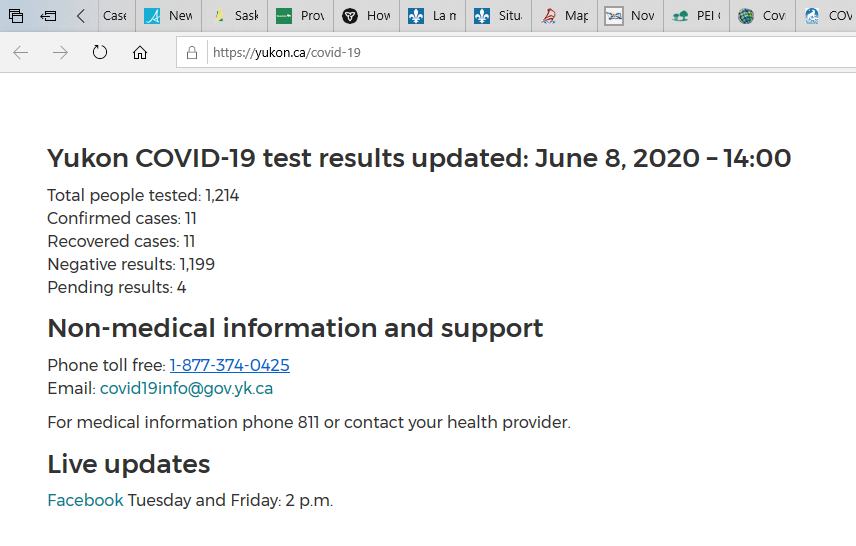 Case
New
Sask
Prov
How
La m
Situ
Map
Nov
PEI
Cov
COV
https://yukon.ca/covid-19
Yukon COVID-19 test results updated: June 8, 2020 – 14:00
Total people tested: 1,214
Confirmed cases: 11
Recovered cases: 11
Negative results: 1,199
Pending results: 4
Non-medical information and support
Phone toll free: 1-877-374-0425
Email: covid19info@gov.yk.ca
For medical information phone 811 or contact your health provider.
Live updates
Facebook Tuesday and Friday: 2 p.m.